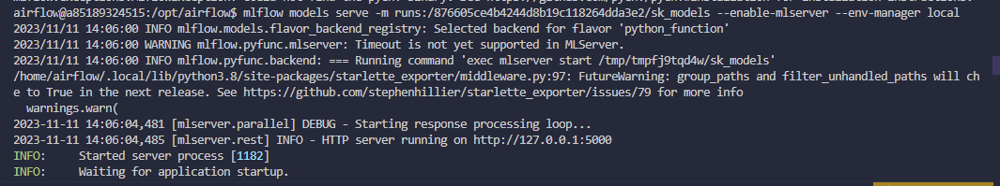 airflow@a85189324515:/opt/airflow$ mlflow models serve -m runs:/876605ce4b4244d8b19c118264dda3e2/sk_models --enable-mlserver --env-manager local
2023/11/11 14:06:00 INFO mlflow.models.flavor_backend_registry: Selected backend for flavor 'python_function'
2023/11/11 14:06:00 WARNING mlflow.pyfunc.mlserver: Timeout is not yet supported in MLServer.
2023/11/11 14:06:00 INFO mlflow.pyfunc.backend: === Running command 'exec mlserver start /tmp/tmpfj9tqd4w/sk_models'
/home/airflow/.local/lib/python3.8/site-packages/starlette_exporter/middleware.py:97: FutureWarning: group_paths and filter_unhandled_paths will ch
e to True in the next release. See https://github.com/stephenhillier/starlette_exporter/issues/79 for more info
warnings.warn(
2023-11-11 14:06:04,481 [mlserver.parallel] DEBUG - Starting response processing loop...
2023-11-11 14:06:04,485 [mlserver.rest] INFO - HTTP server running on http://127.0.0.1:5000
INFO: Started server process [1182]
INFO: Waiting for application startup.